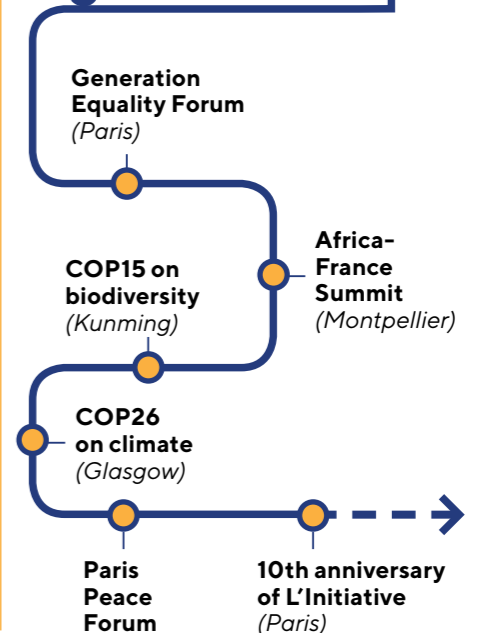 Generation
Equality Forum
(Paris)
Africa-
France
Summit
(Montpellier)
COP15 on
biodiversity
(Kunming)
COP26
on climate
(Glasgow)
Paris
Peace
Forum
10th anniversary
of L'Initiative
(Paris)